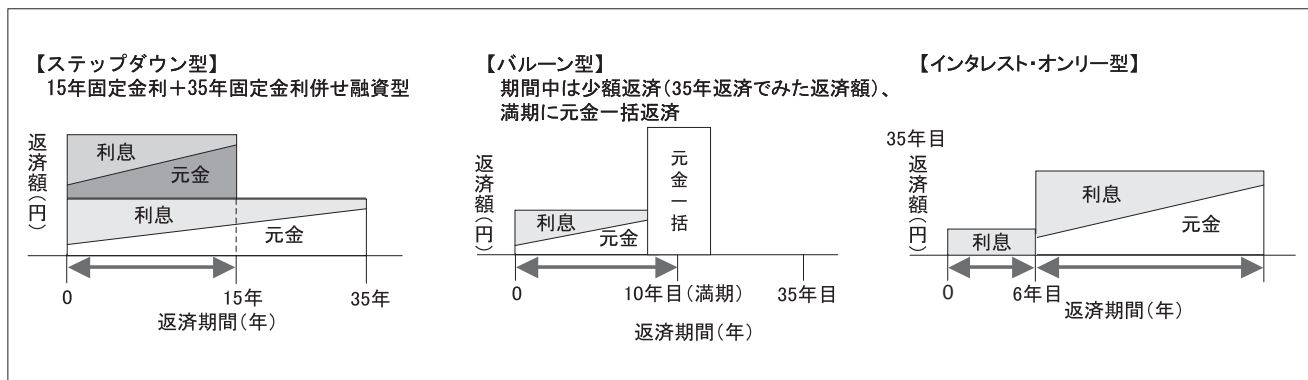 【ステップダウン型】
15年固定金利＋35年固定金利併せ融資型
返済額(円)
利息
元金
利息
元金
0
15年
35年
返済期間(年)
【バルーン型】
期間中は少額返済(35年返済でみた返済額)、
満期に元金一括返済
返済額(円)
利息
元金
元金一括
0
10年目(満期)
35年目
返済期間(年)
【インタレスト・オンリー型】
35年目
返済額(円)
利息
利息
元金
0
6年目
返済期間(年)